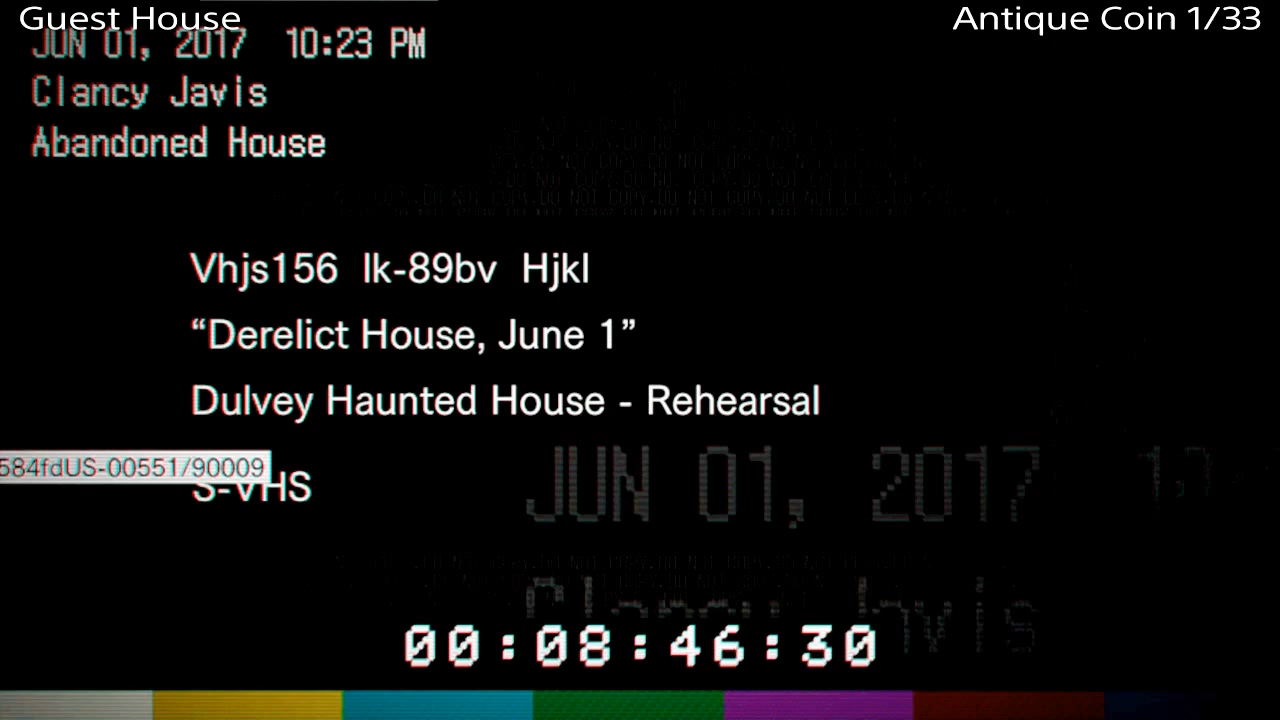 Guest House
Antique Coin 1/33
JUN 01, 2017 10:23 PM
Clancy Javis
Abandoned House
Vhjs156 lk-89bv Hjkl
“Derelict House, June 1”
Dulvey Haunted House - Rehearsal
584fdUS-00551/90009
S-VHS
JUN 01, 2017
Clancy Javis
00:08:46:30